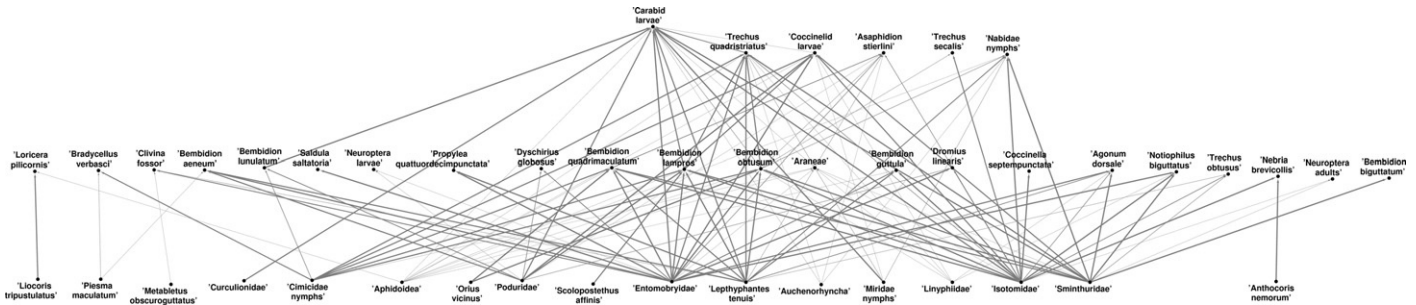 'Carabid
larvae'
'Trechus
quadristriatus'
'Coccinelid
larvae'
'Asaphidion
stierlini'
'Trechus
secalis'
'Nabidae
nymphs'
'Loricera
pilicornis'
'Bradycellus
verbasci'
'Clivina
fossor'
'Bembidion
aeneum'
'Bembidion
lunulatum'
'Saldula
saltatoria'
'Neuroptera
larvae'
'Propylea
quattuordecimpunctata'
'Dyschirius
globosus'
'Bembidion
quadrimaculatum'
'Bembidion
lampros'
'Bembidion
obtusum'
'Araneae'
'Bembidion
guttula'
'Dromius
linearis'
'Coccinella
septempunctata'
'Agonum
dorsale'
'Notiophilus
biguttatus'
'Trechus
obtusus'
'Nebria
brevicollis'
'Neuroptera
adults'
'Bembidion
biguttatum'
'Liocoris
tripustulatus'
'Piesma
maculatum'
'Metabletus
obscuroguttatus'
'Curculionidae'
'Cimicidae
nymphs'
'Aphidoidea'
'Orius
vicinus'
'Poduridae'
'Scolopostethus
affinis'
'Entomobryidae'
'Lepthyphantes
tenuis'
'Auchenorhyncha'
'Miridae
nymphs'
'Linyphiidae'
'Isotomidae'
'Sminthuridae'
'Anthocoris
nemorum'